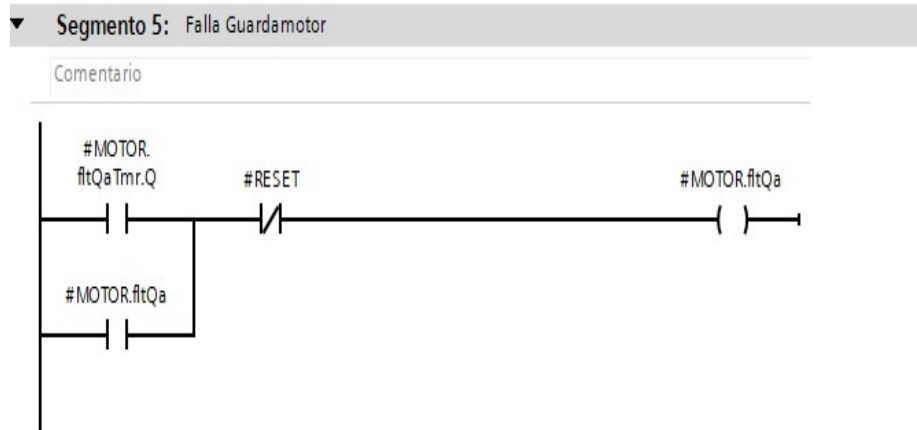 Segmento 5: Falla Guardamotor
Comentario
#MOTOR.
fltQaTmr.Q
#RESET
#MOTOR.fltQa
#MOTOR.fltQa